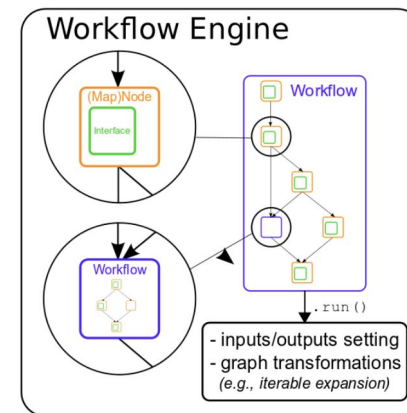 Workflow Engine
(Map)Node
Interface
Workflow
Workflow
.run()
- inputs/outputs setting
- graph transformations
(e.g., iterable expansion)